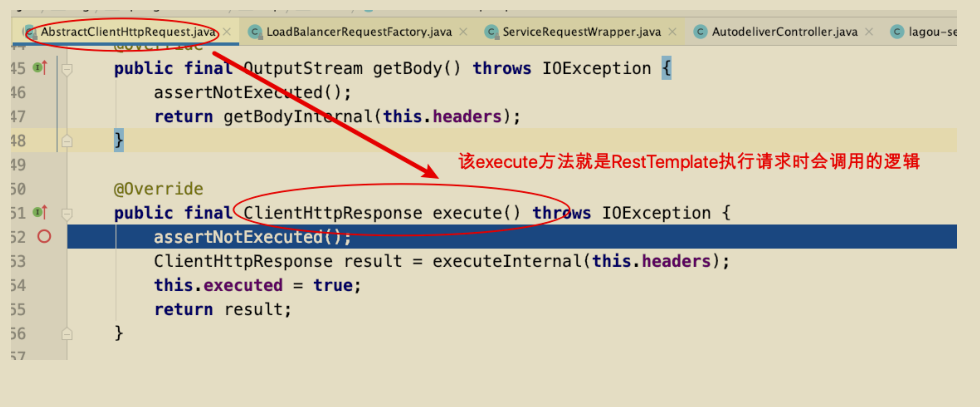 AbstractClientHttpRequest.java × LoadBalancerRequestFactory.java × ServiceRequestWrapper.java × AutodeliverController.java × lagou-se
@Override
45 public final OutputStream getBody() throws IOException {
46 assertNotExecuted();
47 return getBodyInternal(this.headers);
48 }
49
该execute方法就是RestTemplate执行请求时会调用的逻辑
50 @Override
51 public final ClientHttpResponse execute() throws IOException {
52 assertNotExecuted();
53 ClientHttpResponse result = executeInternal(this.headers);
54 this.executed = true;
55 return result;
56 }
57